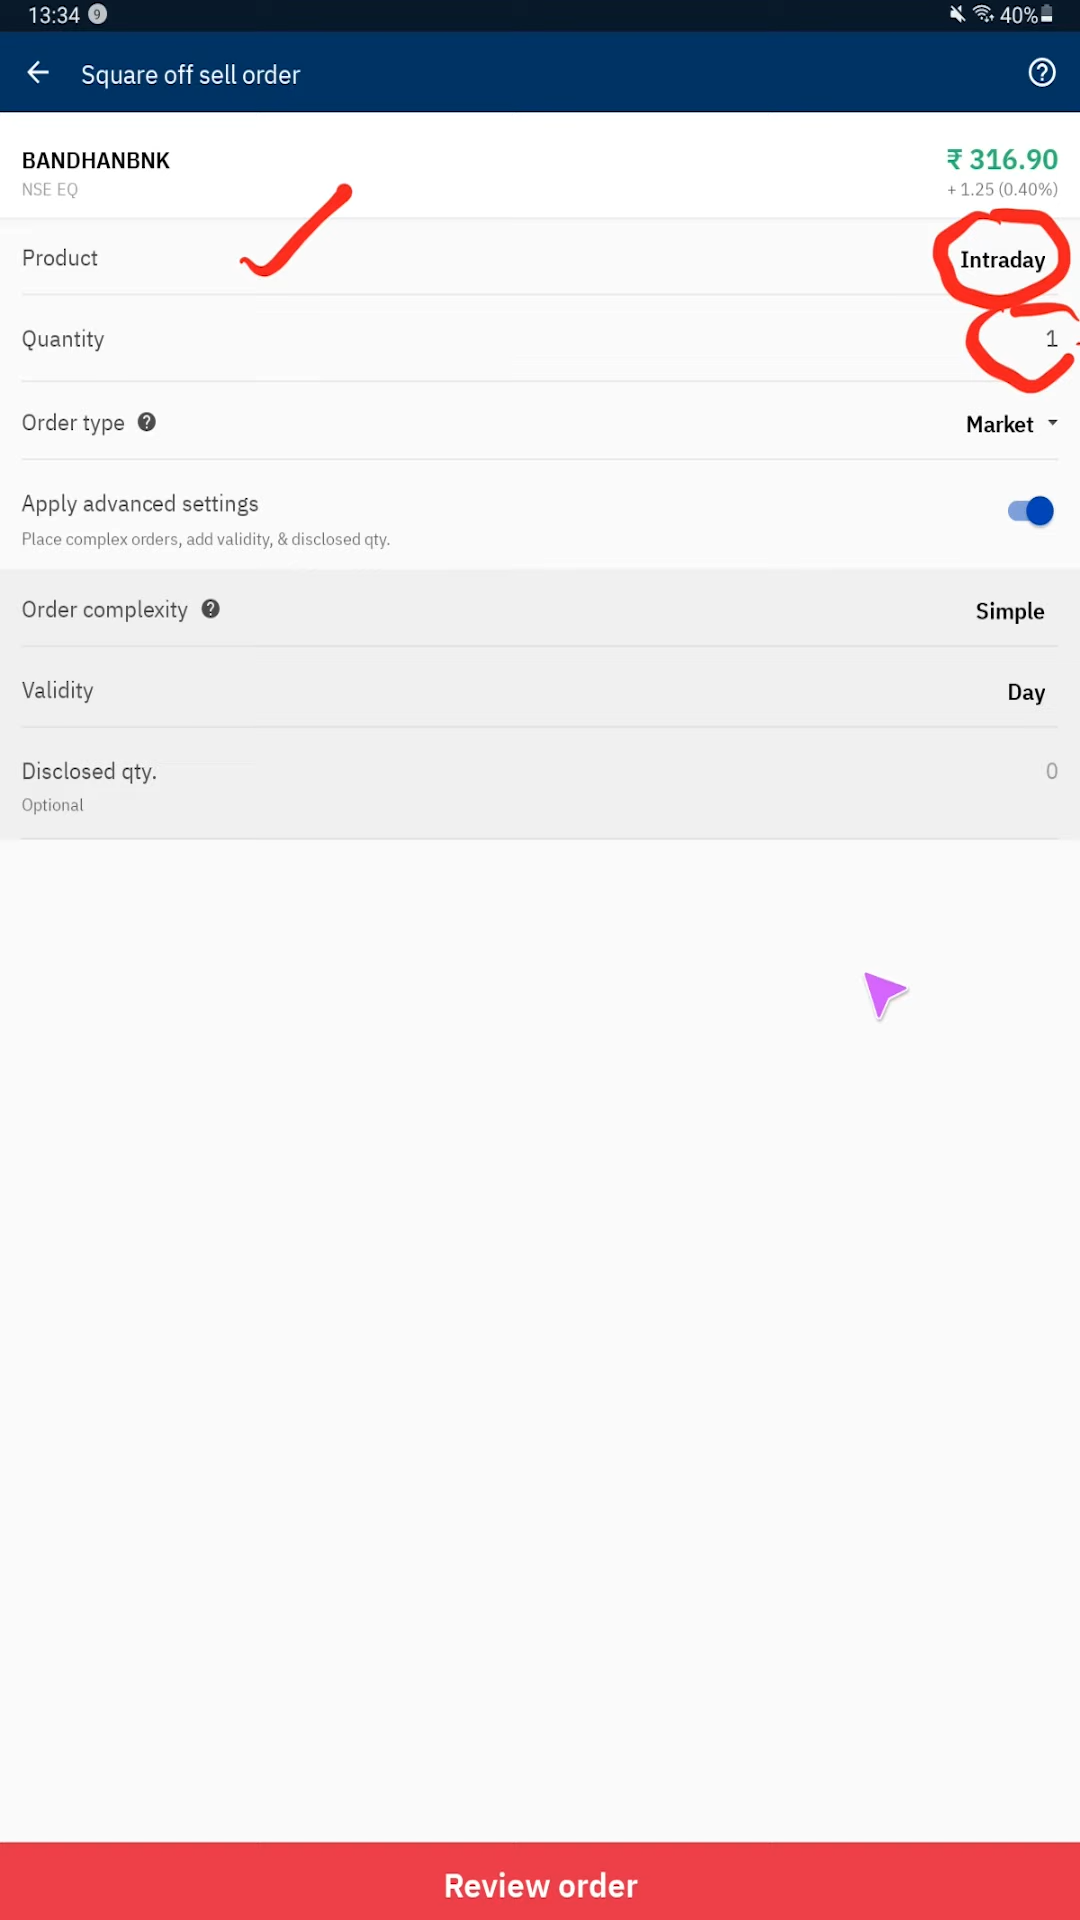 13:34 9 40%
Square off sell order
BANDHANBNK ₹ 316.90
NSE EQ + 1.25 (0.40%)
Product Intraday
Quantity 1
Order type ? Market
Apply advanced settings
Place complex orders, add validity, & disclosed qty.
Order complexity ? Simple
Validity Day
Disclosed qty. 0
Optional
Review order